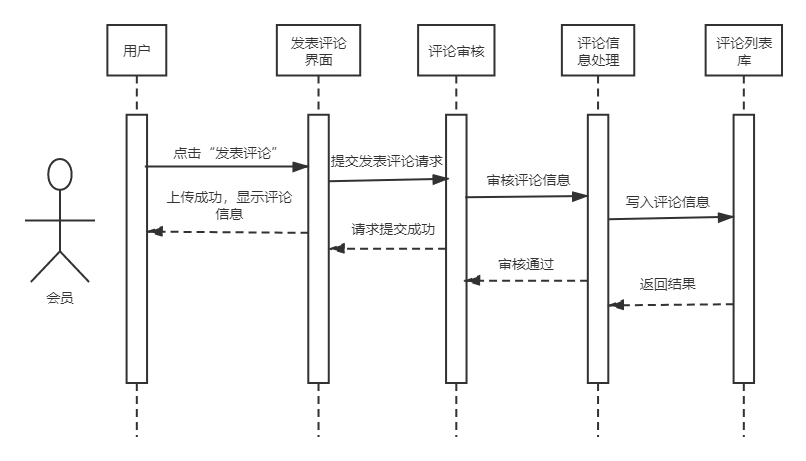 用户
发表评论
界面
评论审核
评论信
息处理
评论列表
库
点击“发表评论”
提交发表评论请求
审核评论信息
写入评论信息
上传成功，显示评论
信息
请求提交成功
审核通过
返回结果
会员